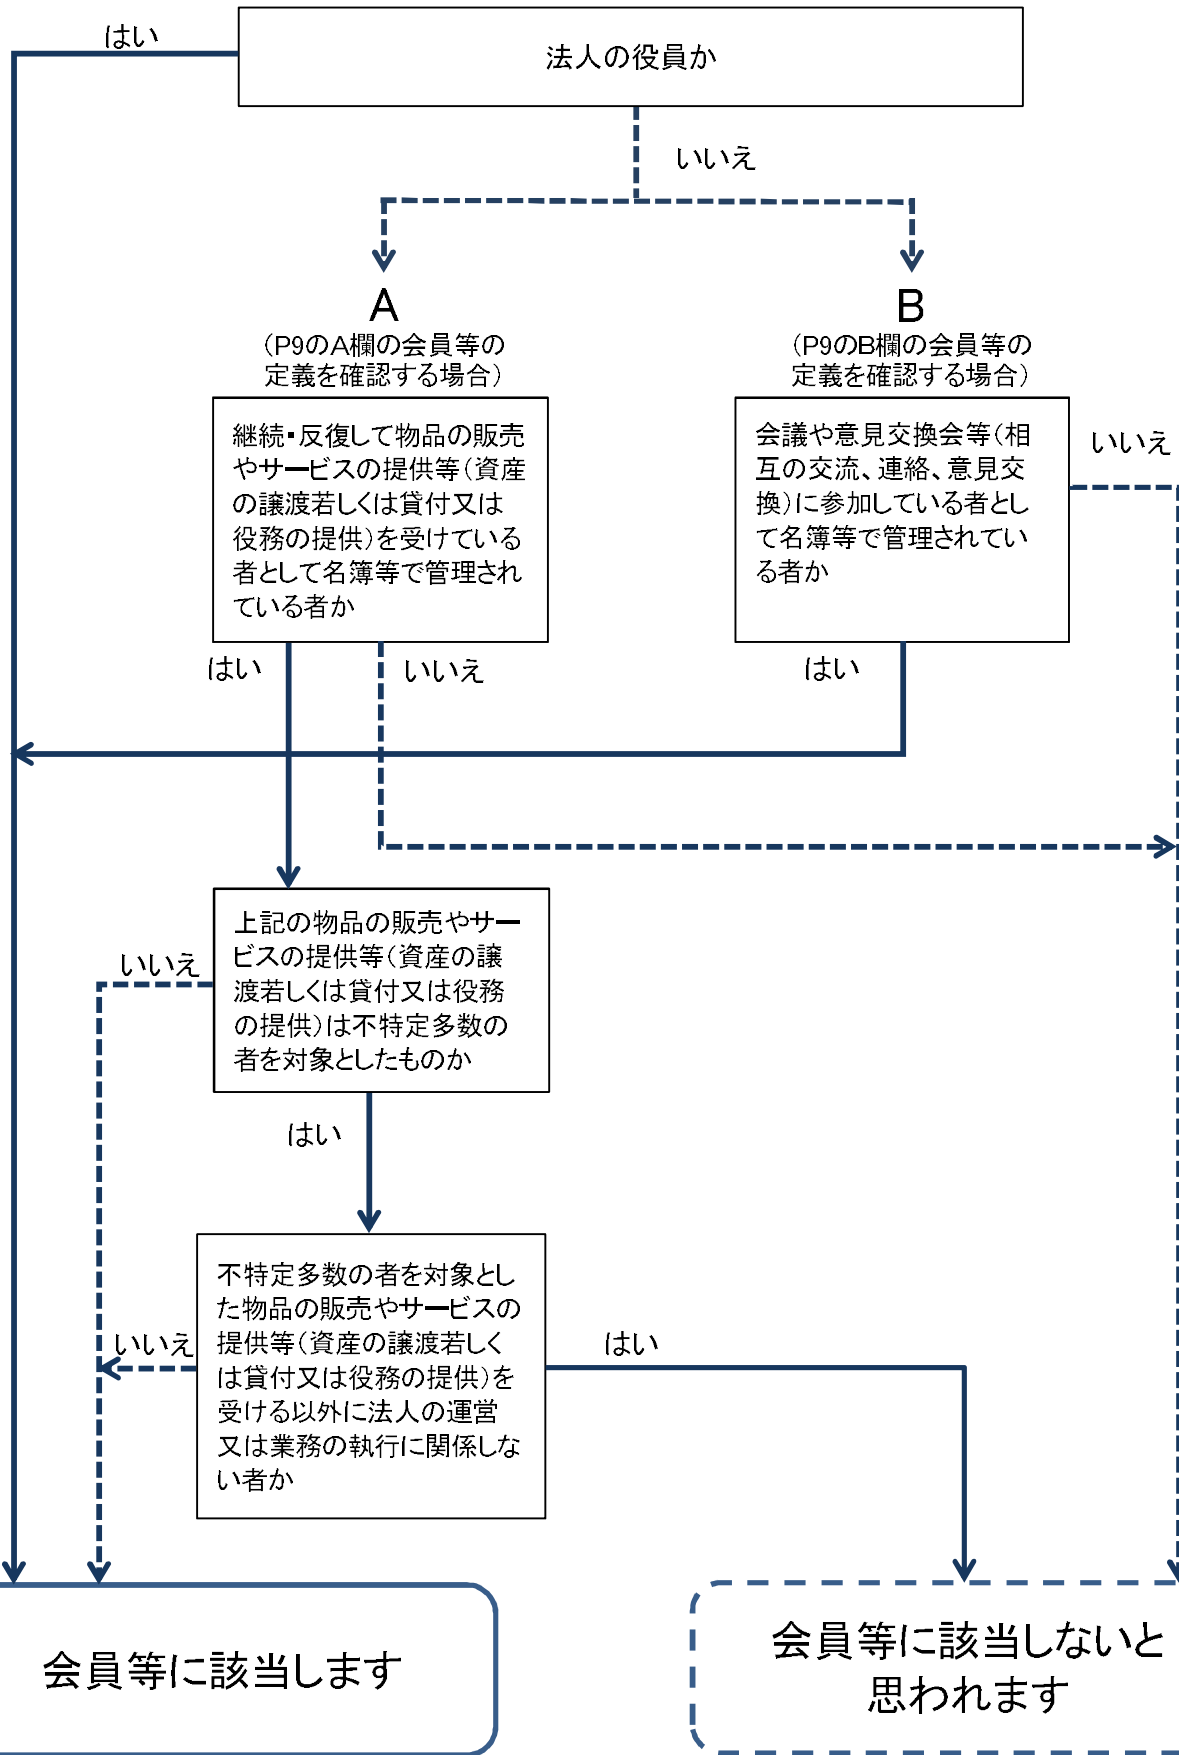 はい
法人の役員か
いいえ
A
（P9のA欄の会員等の
定義を確認する場合）
B
（P9のB欄の会員等の
定義を確認する場合）
継続・反復して物品の販売
やサービスの提供等（資産
の譲渡若しくは貸付又は
役務の提供）を受けている
者として名簿等で管理され
ている者か
会議や意見交換会等（相
互の交流、連絡、意見交
換）に参加している者とし
て名簿等で管理されてい
る者か
いいえ
はい
いいえ
はい
上記の物品の販売やサー
ビスの提供等（資産の譲
渡若しくは貸付又は役務
の提供）は不特定多数の
者を対象としたものか
いいえ
はい
不特定多数の者を対象とし
た物品の販売やサービスの
提供等（資産の譲渡若しく
は貸付又は役務の提供）を
受ける以外に法人の運営
又は業務の執行に関係しな
い者か
いいえ
はい
会員等に該当します
会員等に該当しないと
思われます